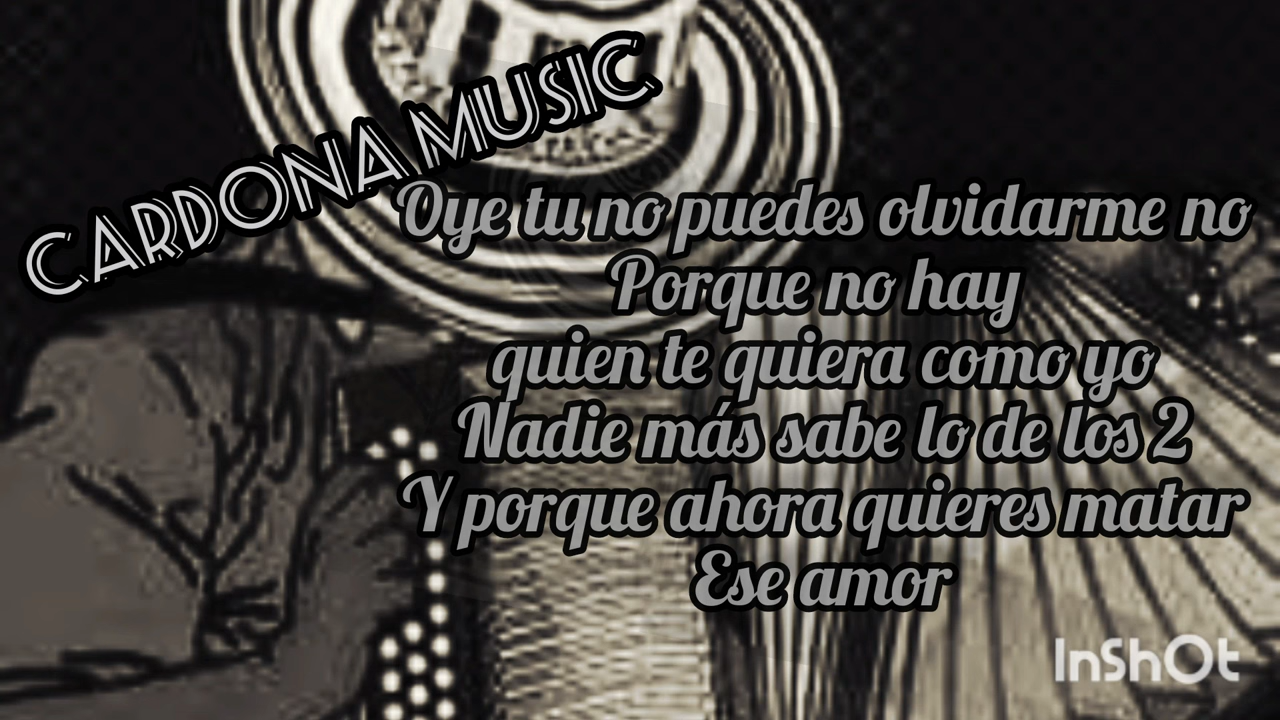 CARDONA MUSIC
Oye tu no puedes olvidarme no
Porque no hay
quien te quiera como yo
Nadie más sabe lo de los 2
Y porque ahora quieres matar
Ese amor
InShOt